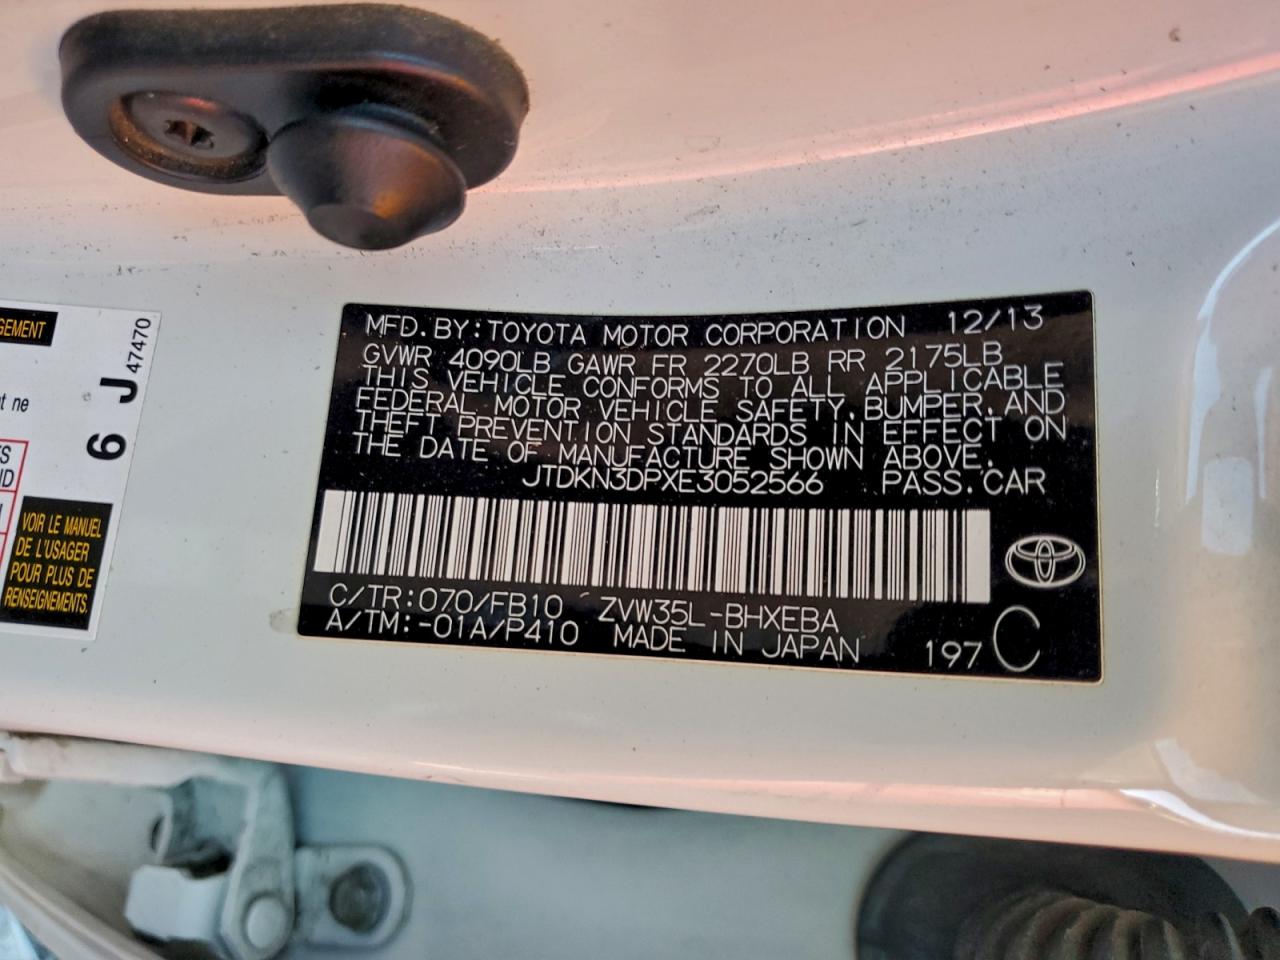 MFD. BY: TOYOTA MOTOR CORPORATION 12/13
GVWR 4090LB GAWR FR 2270LB RR 2175LB
THIS VEHICLE CONFORMS TO ALL APPLICABLE
FEDERAL MOTOR VEHICLE SAFETY, BUMPER, AND
THEFT PREVENTION STANDARDS IN EFFECT ON
THE DATE OF MANUFACTURE SHOWN ABOVE.
JTDKN3DPXE3052566 PASS. CAR
C/TR: 070/FB10 ZVW35L-BHXEBA
A/TM: -01A/P410 MADE IN JAPAN 197 C
47470
6 J
ne
VOIR LE MANUEL
DE L'USAGER
POUR PLUS DE
RENSEIGNEMENTS.